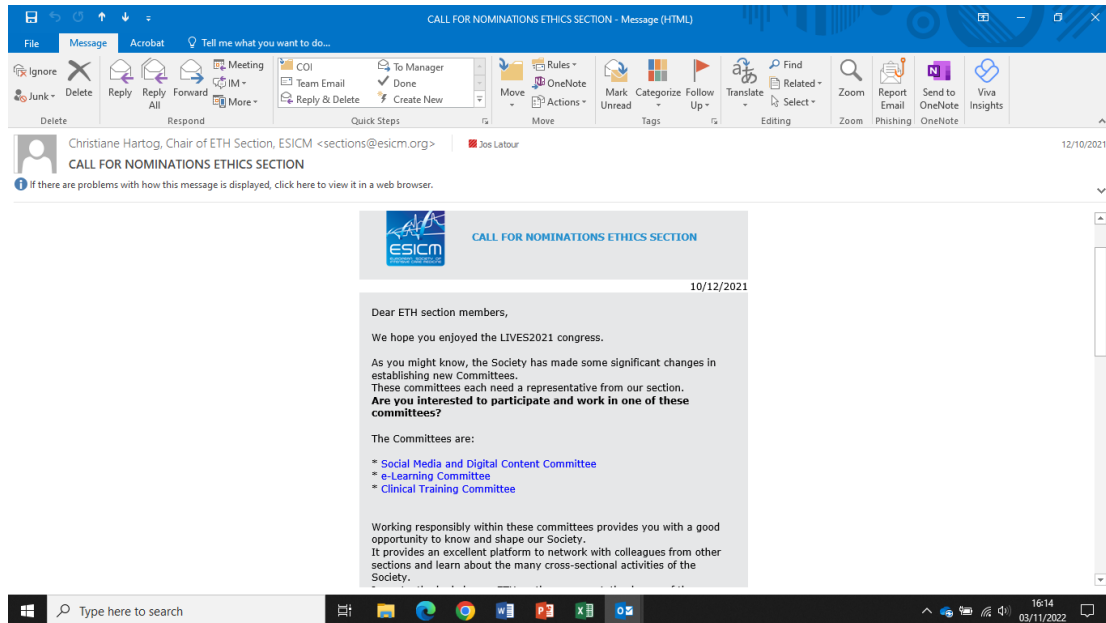 CALL FOR NOMINATIONS ETHICS SECTION - Message (HTML)
File Message Acrobat Tell me what you want to do...
Ignore
Junk
Delete
Reply
Reply All
Forward
Meeting
IM
More
COI
Team Email
Reply & Delete
To Manager
Done
Create New
Move
Rules
OneNote
Actions
Mark Unread
Categorize
Follow Up
Translate
Find
Related
Select
Zoom
Report Email
Send to OneNote
Viva Insights
Delete Respond Quick Steps Move Tags Editing Zoom Phishing OneNote
Christiane Hartog, Chair of ETH Section, ESICM <sections@esicm.org> Jos Latour 12/10/2021
CALL FOR NOMINATIONS ETHICS SECTION
If there are problems with how this message is displayed, click here to view it in a web browser.
ESICM
CALL FOR NOMINATIONS ETHICS SECTION
10/12/2021
Dear ETH section members,
We hope you enjoyed the LIVES2021 congress.
As you might know, the Society has made some significant changes in
establishing new Committees.
These committees each need a representative from our section.
Are you interested to participate and work in one of these
committees?
The Committees are:
* Social Media and Digital Content Committee
* e-Learning Committee
* Clinical Training Committee
Working responsibly within these committees provides you with a good
opportunity to know and shape our Society.
It provides an excellent platform to network with colleagues from other
sections and learn about the many cross-sectional activities of the
Society.
Type here to search
16:14
03/11/2022